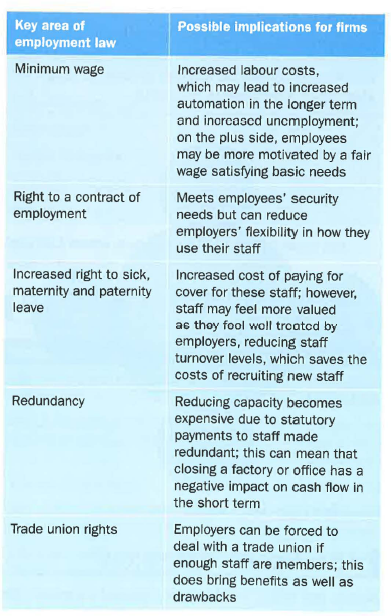 Key area of
employment law
Possible implications for firms
Minimum wage
Increased labour costs,
which may lead to increased
automation in the longer term
and increased unemployment;
on the plus side, employees
may be more motivated by a fair
wage satisfying basic needs
Right to a contract of
employment
Meets employees' security
needs but can reduce
employers' flexibility in how they
use their staff
Increased right to sick,
maternity and paternity
leave
Increased cost of paying for
cover for these staff; however,
staff may feel more valued
as they feel well treated by
employers, reducing staff
turnover levels, which saves the
costs of recruiting new staff
Redundancy
Reducing capacity becomes
expensive due to statutory
payments to staff made
redundant; this can mean that
closing a factory or office has a
negative impact on cash flow in
the short term
Trade union rights
Employers can be forced to
deal with a trade union if
enough staff are members; this
does bring benefits as well as
drawbacks